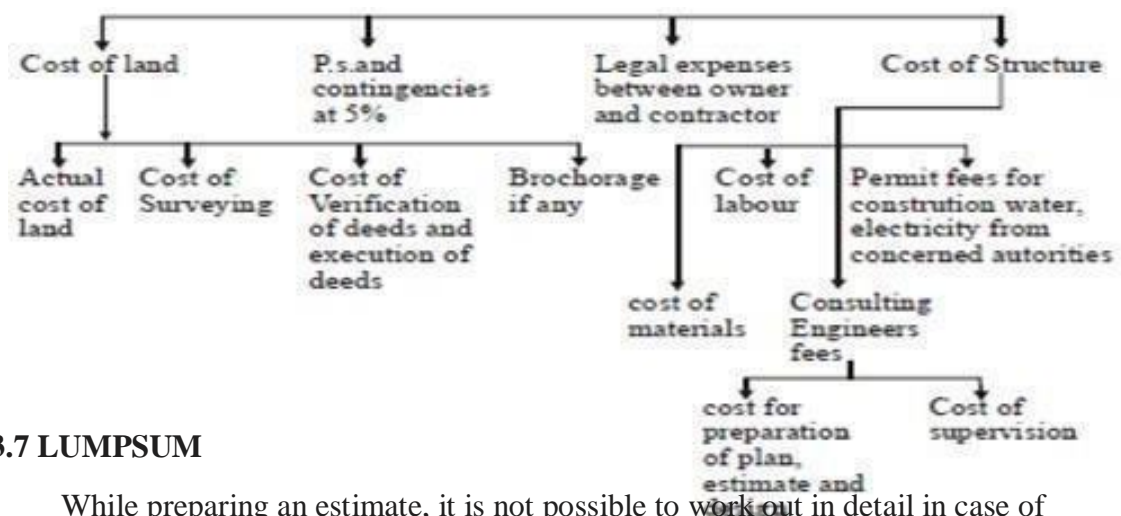 Cost of land
P.s.and
contingencies
at 5%
Legal expenses
between owner
and contractor
Cost of Structure
Actual
cost of
land
Cost of
Surveying
Cost of
Verification
of deeds and
execution of
deeds
Brochorage
if any
Cost of
labour
Permit fees for
constrution water,
electricity from
concerned autorities
cost of
materials
Consulting
Engineers
fees
cost for
preparation
of plan,
estimate and
Cost of
supervision
3.7 LUMPSUM
While preparing an estimate, it is not possible to work out in detail in case of